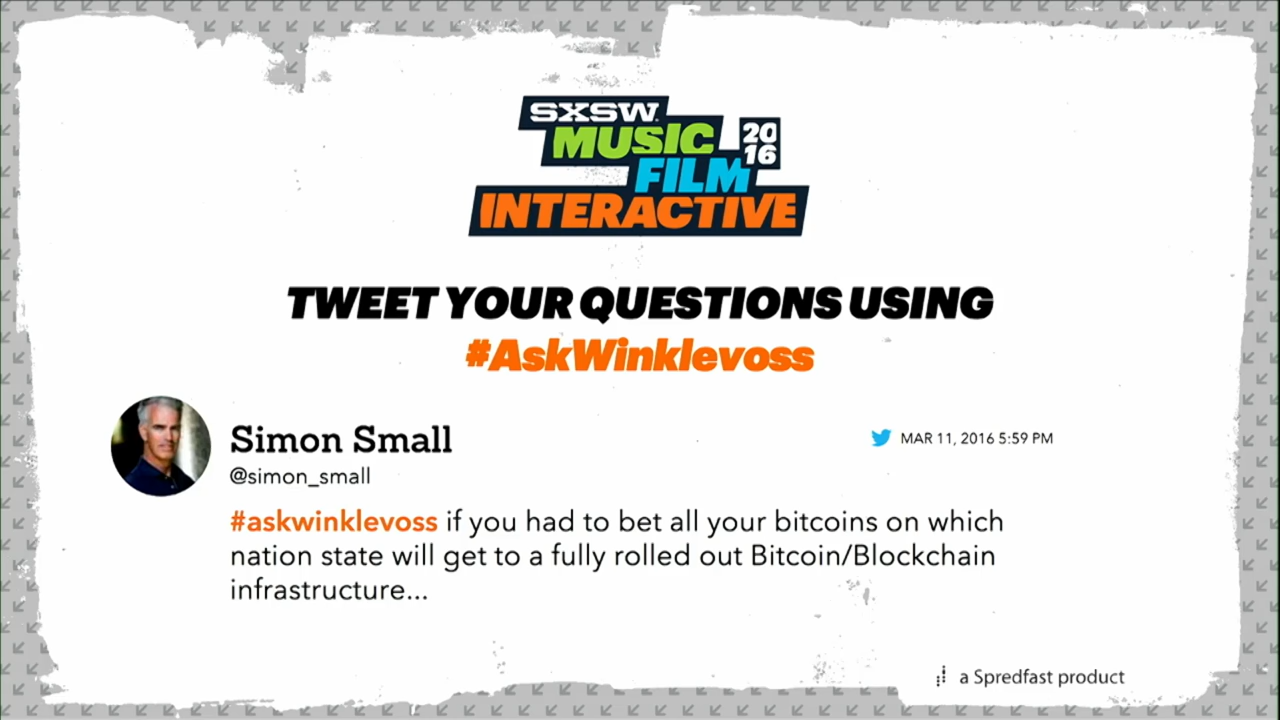 SXSW
MUSIC
20
16
FILM
INTERACTIVE
TWEET YOUR QUESTIONS USING
#AskWinklevoss
Simon Small
MAR 11, 2016 5:59 PM
@simon_small
#askwinklevoss if you had to bet all your bitcoins on which
nation state will get to a fully rolled out Bitcoin/Blockchain
infrastructure...
a Spredfast product